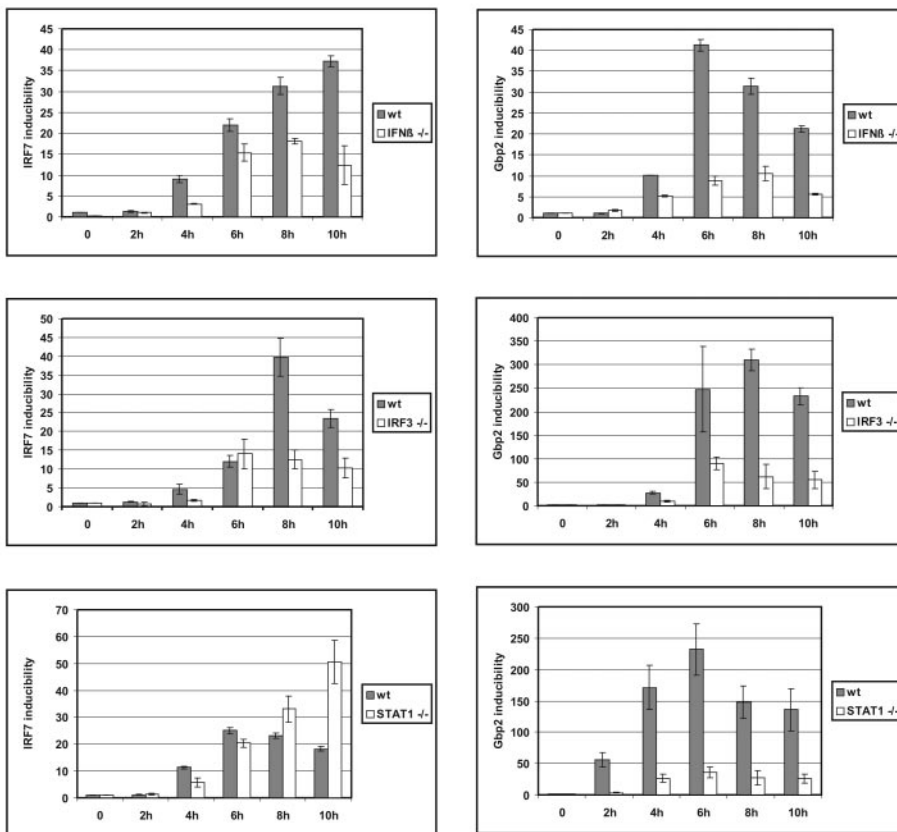 IRF7 inducibility
45
40
35
30
25
20
15
10
5
0
0 2h 4h 6h 8h 10h
wt
IFNß -/-
Gbp2 inducibility
45
40
35
30
25
20
15
10
5
0
0 2h 4h 6h 8h 10h
wt
IFNß -/-
IRF7 inducibility
50
45
40
35
30
25
20
15
10
5
0
0 2h 4h 6h 8h 10h
wt
IRF3 -/-
Gbp2 inducibility
400
350
300
250
200
150
100
50
0
0 2h 4h 6h 8h 10h
wt
IRF3 -/-
IRF7 inducibility
70
60
50
40
30
20
10
0
0 2h 4h 6h 8h 10h
wt
STAT1 -/-
Gbp2 inducibility
300
250
200
150
100
50
0
0 2h 4h 6h 8h 10h
wt
STAT1 -/-